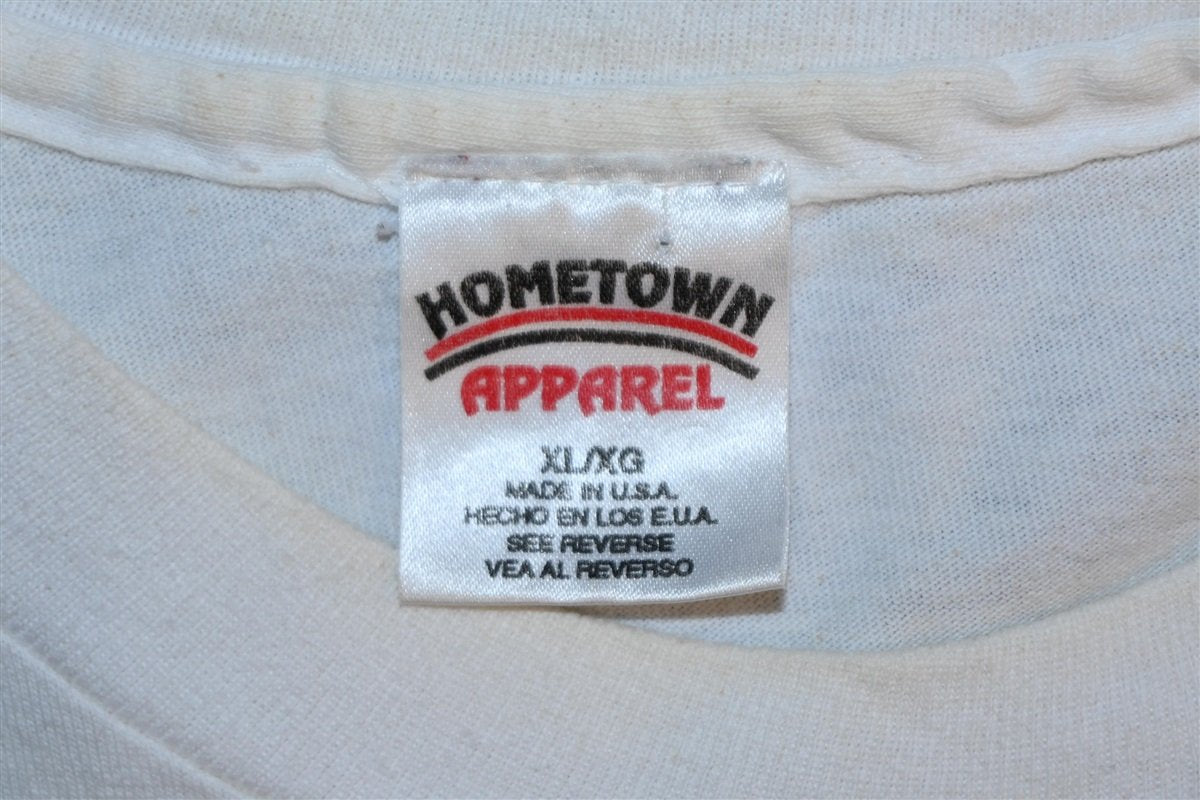 HOMETOWN
APPAREL
XL/XG
MADE IN U.S.A.
HECHO EN LOS E.U.A.
SEE REVERSE
VEA AL REVERSO